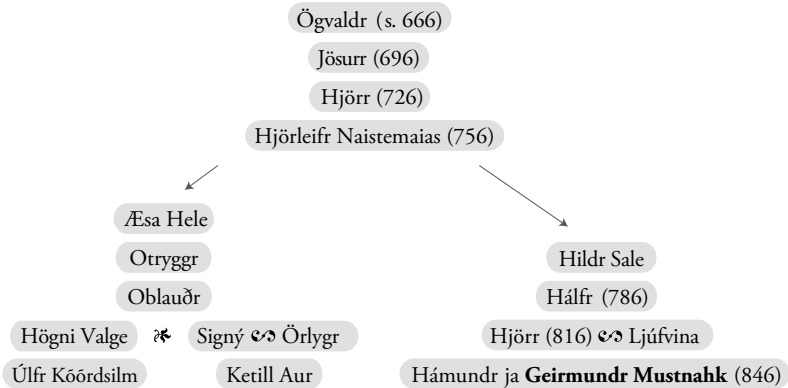 Ögvaldr (s. 666)
Jösurr (696)
Hjörr (726)
Hjörleifr Naistemaias (756)
Æsa Hele
Otryggr
Hildr Sale
Oblauðr
Hálfr (786)
Högni Valge Signý Örlygr
Hjörr (816) Ljúfvina
Úlfr Kõõrdsilm Ketill Aur
Hámundr ja Geirmundr Mustnahk (846)